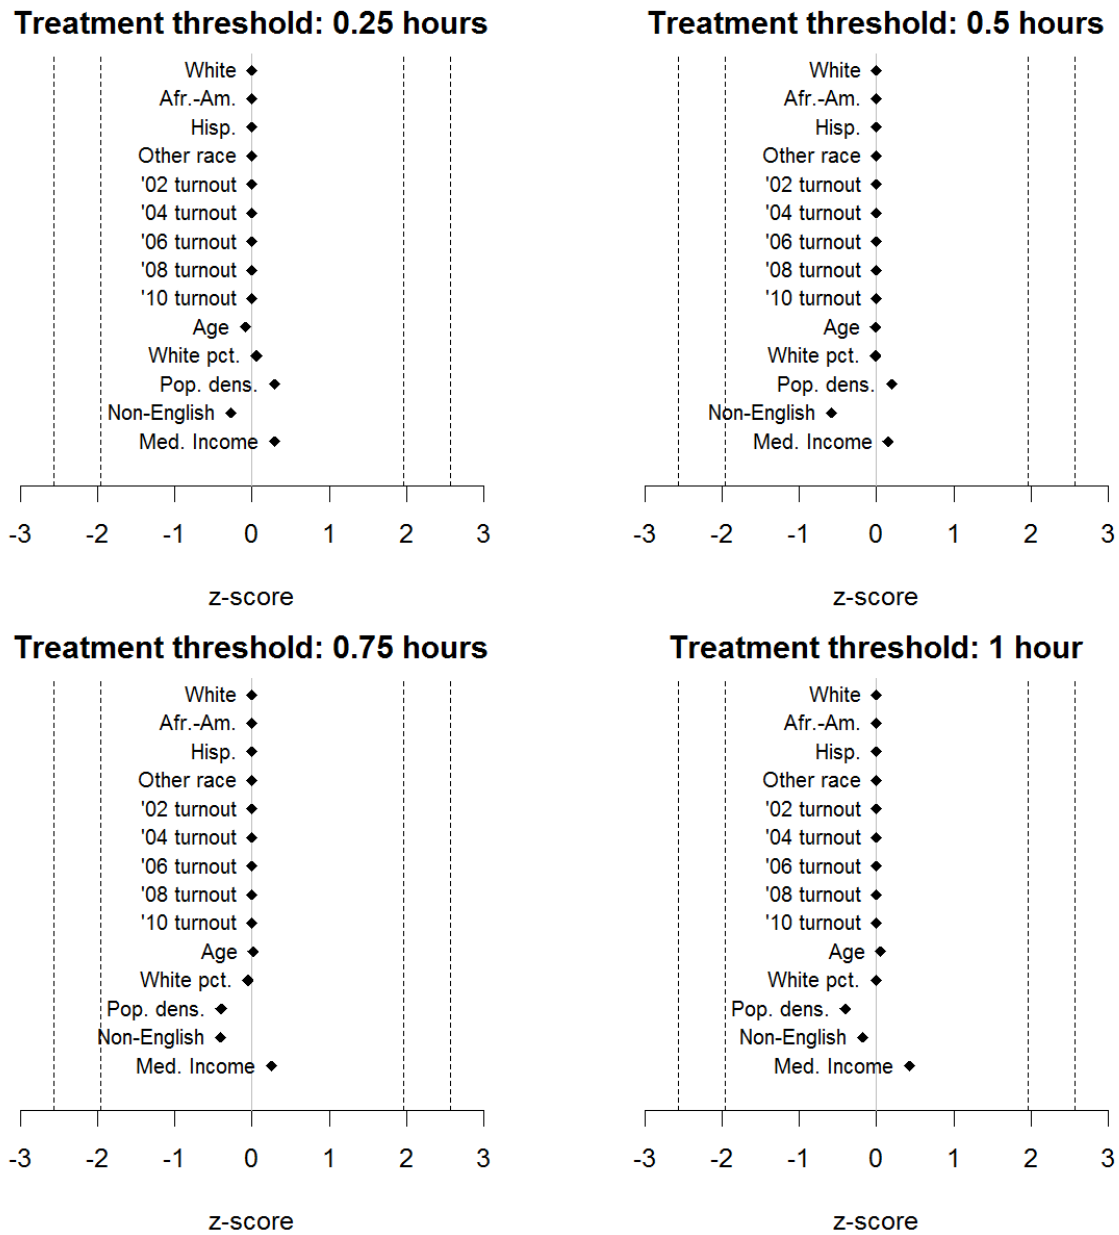 Treatment threshold: 0.25 hours
White
Afr.-Am.
Hisp.
Other race
'02 turnout
'04 turnout
'06 turnout
'08 turnout
'10 turnout
Age
White pct.
Pop. dens.
Non-English
Med. Income
-3 -2 -1 0 1 2 3
z-score
Treatment threshold: 0.5 hours
White
Afr.-Am.
Hisp.
Other race
'02 turnout
'04 turnout
'06 turnout
'08 turnout
'10 turnout
Age
White pct.
Pop. dens.
Non-English
Med. Income
-3 -2 -1 0 1 2 3
z-score
Treatment threshold: 0.75 hours
White
Afr.-Am.
Hisp.
Other race
'02 turnout
'04 turnout
'06 turnout
'08 turnout
'10 turnout
Age
White pct.
Pop. dens.
Non-English
Med. Income
-3 -2 -1 0 1 2 3
z-score
Treatment threshold: 1 hour
White
Afr.-Am.
Hisp.
Other race
'02 turnout
'04 turnout
'06 turnout
'08 turnout
'10 turnout
Age
White pct.
Pop. dens.
Non-English
Med. Income
-3 -2 -1 0 1 2 3
z-score